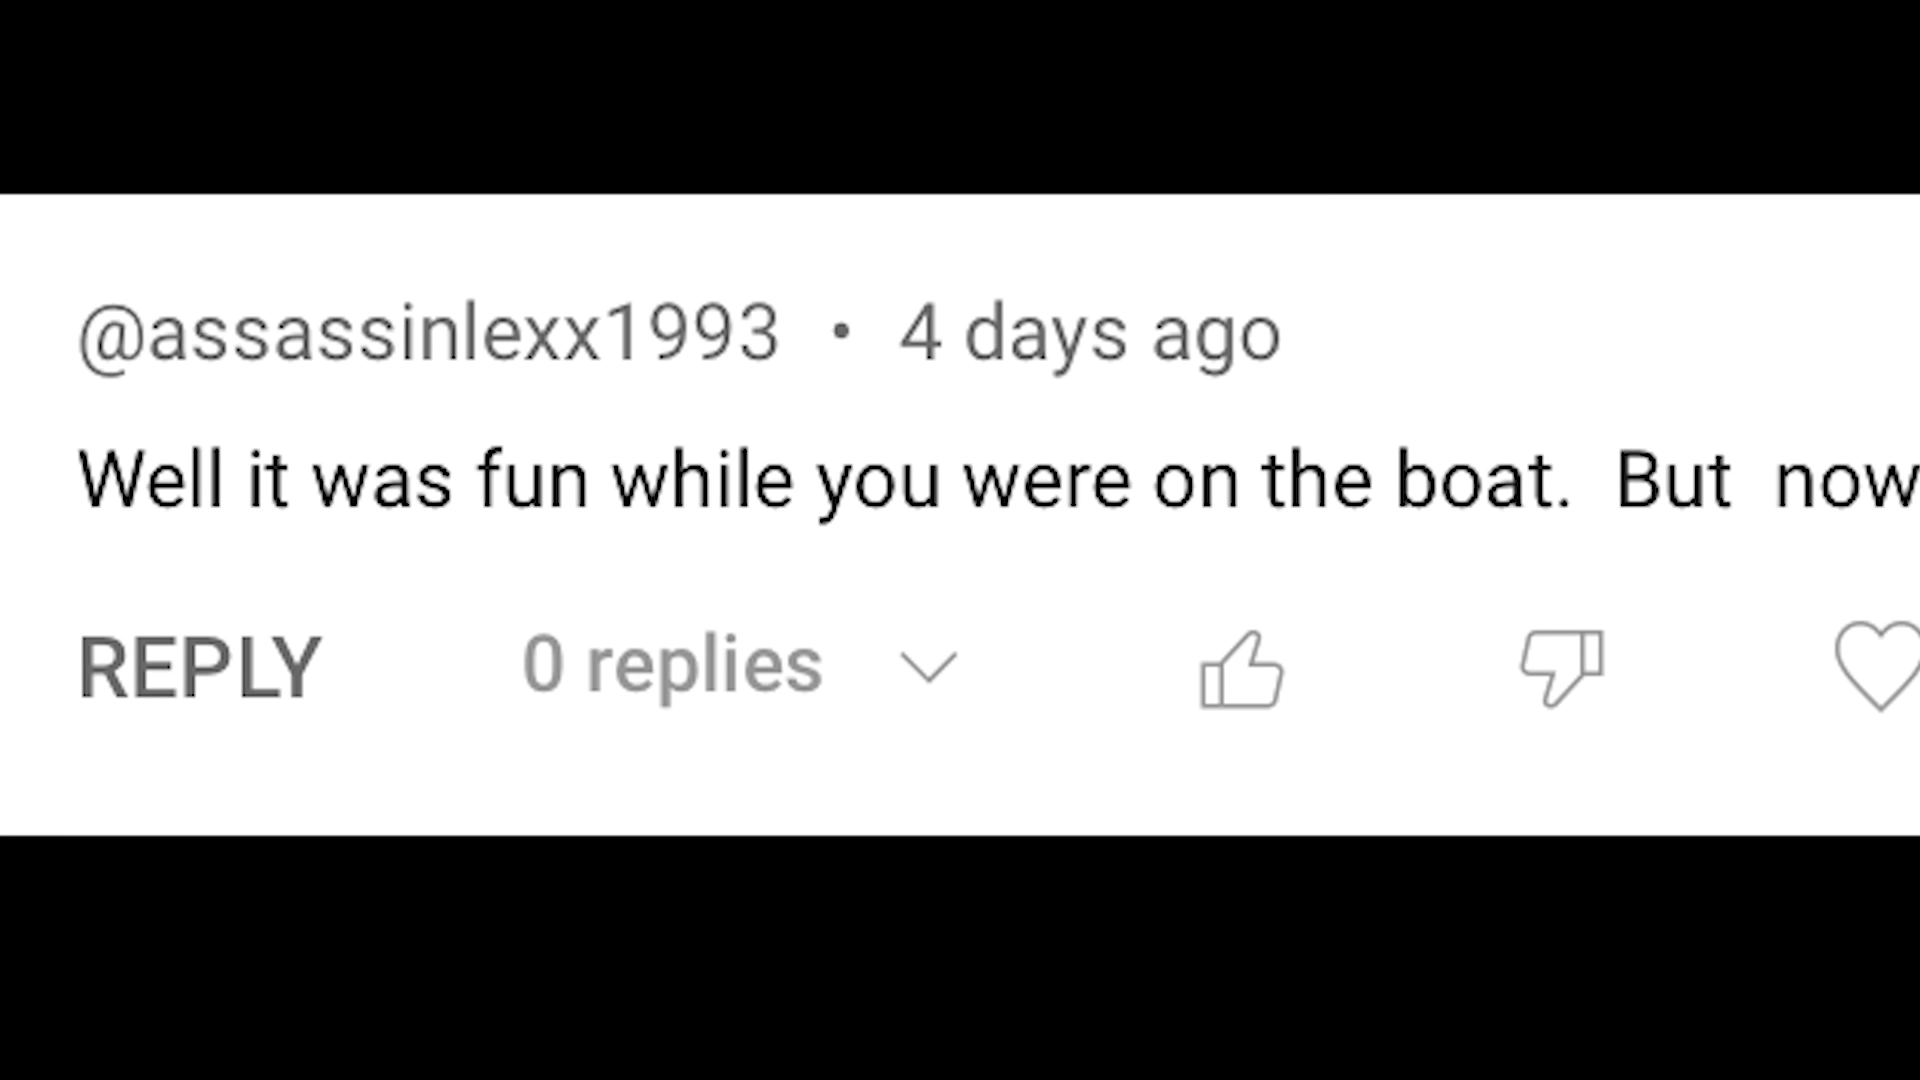 @assassinlexx1993 • 4 days ago
Well it was fun while you were on the boat.  But  now
REPLY 0 replies